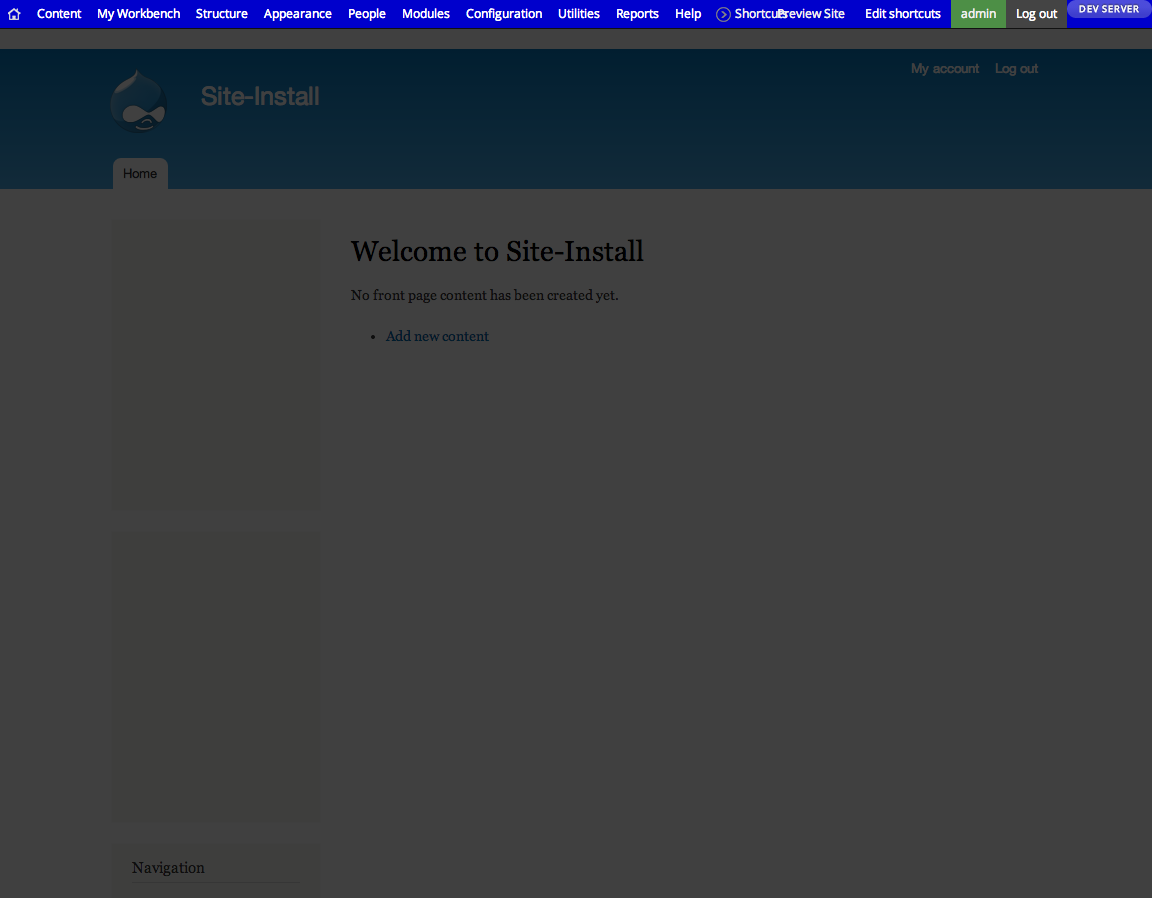 Content My Workbench Structure Appearance People Modules Configuration Utilities Reports Help Shortcuts Preview Site Edit shortcuts admin Log out DEV SERVER
My account Log out
Site-Install
Home
Welcome to Site-Install
No front page content has been created yet.
Add new content
Navigation